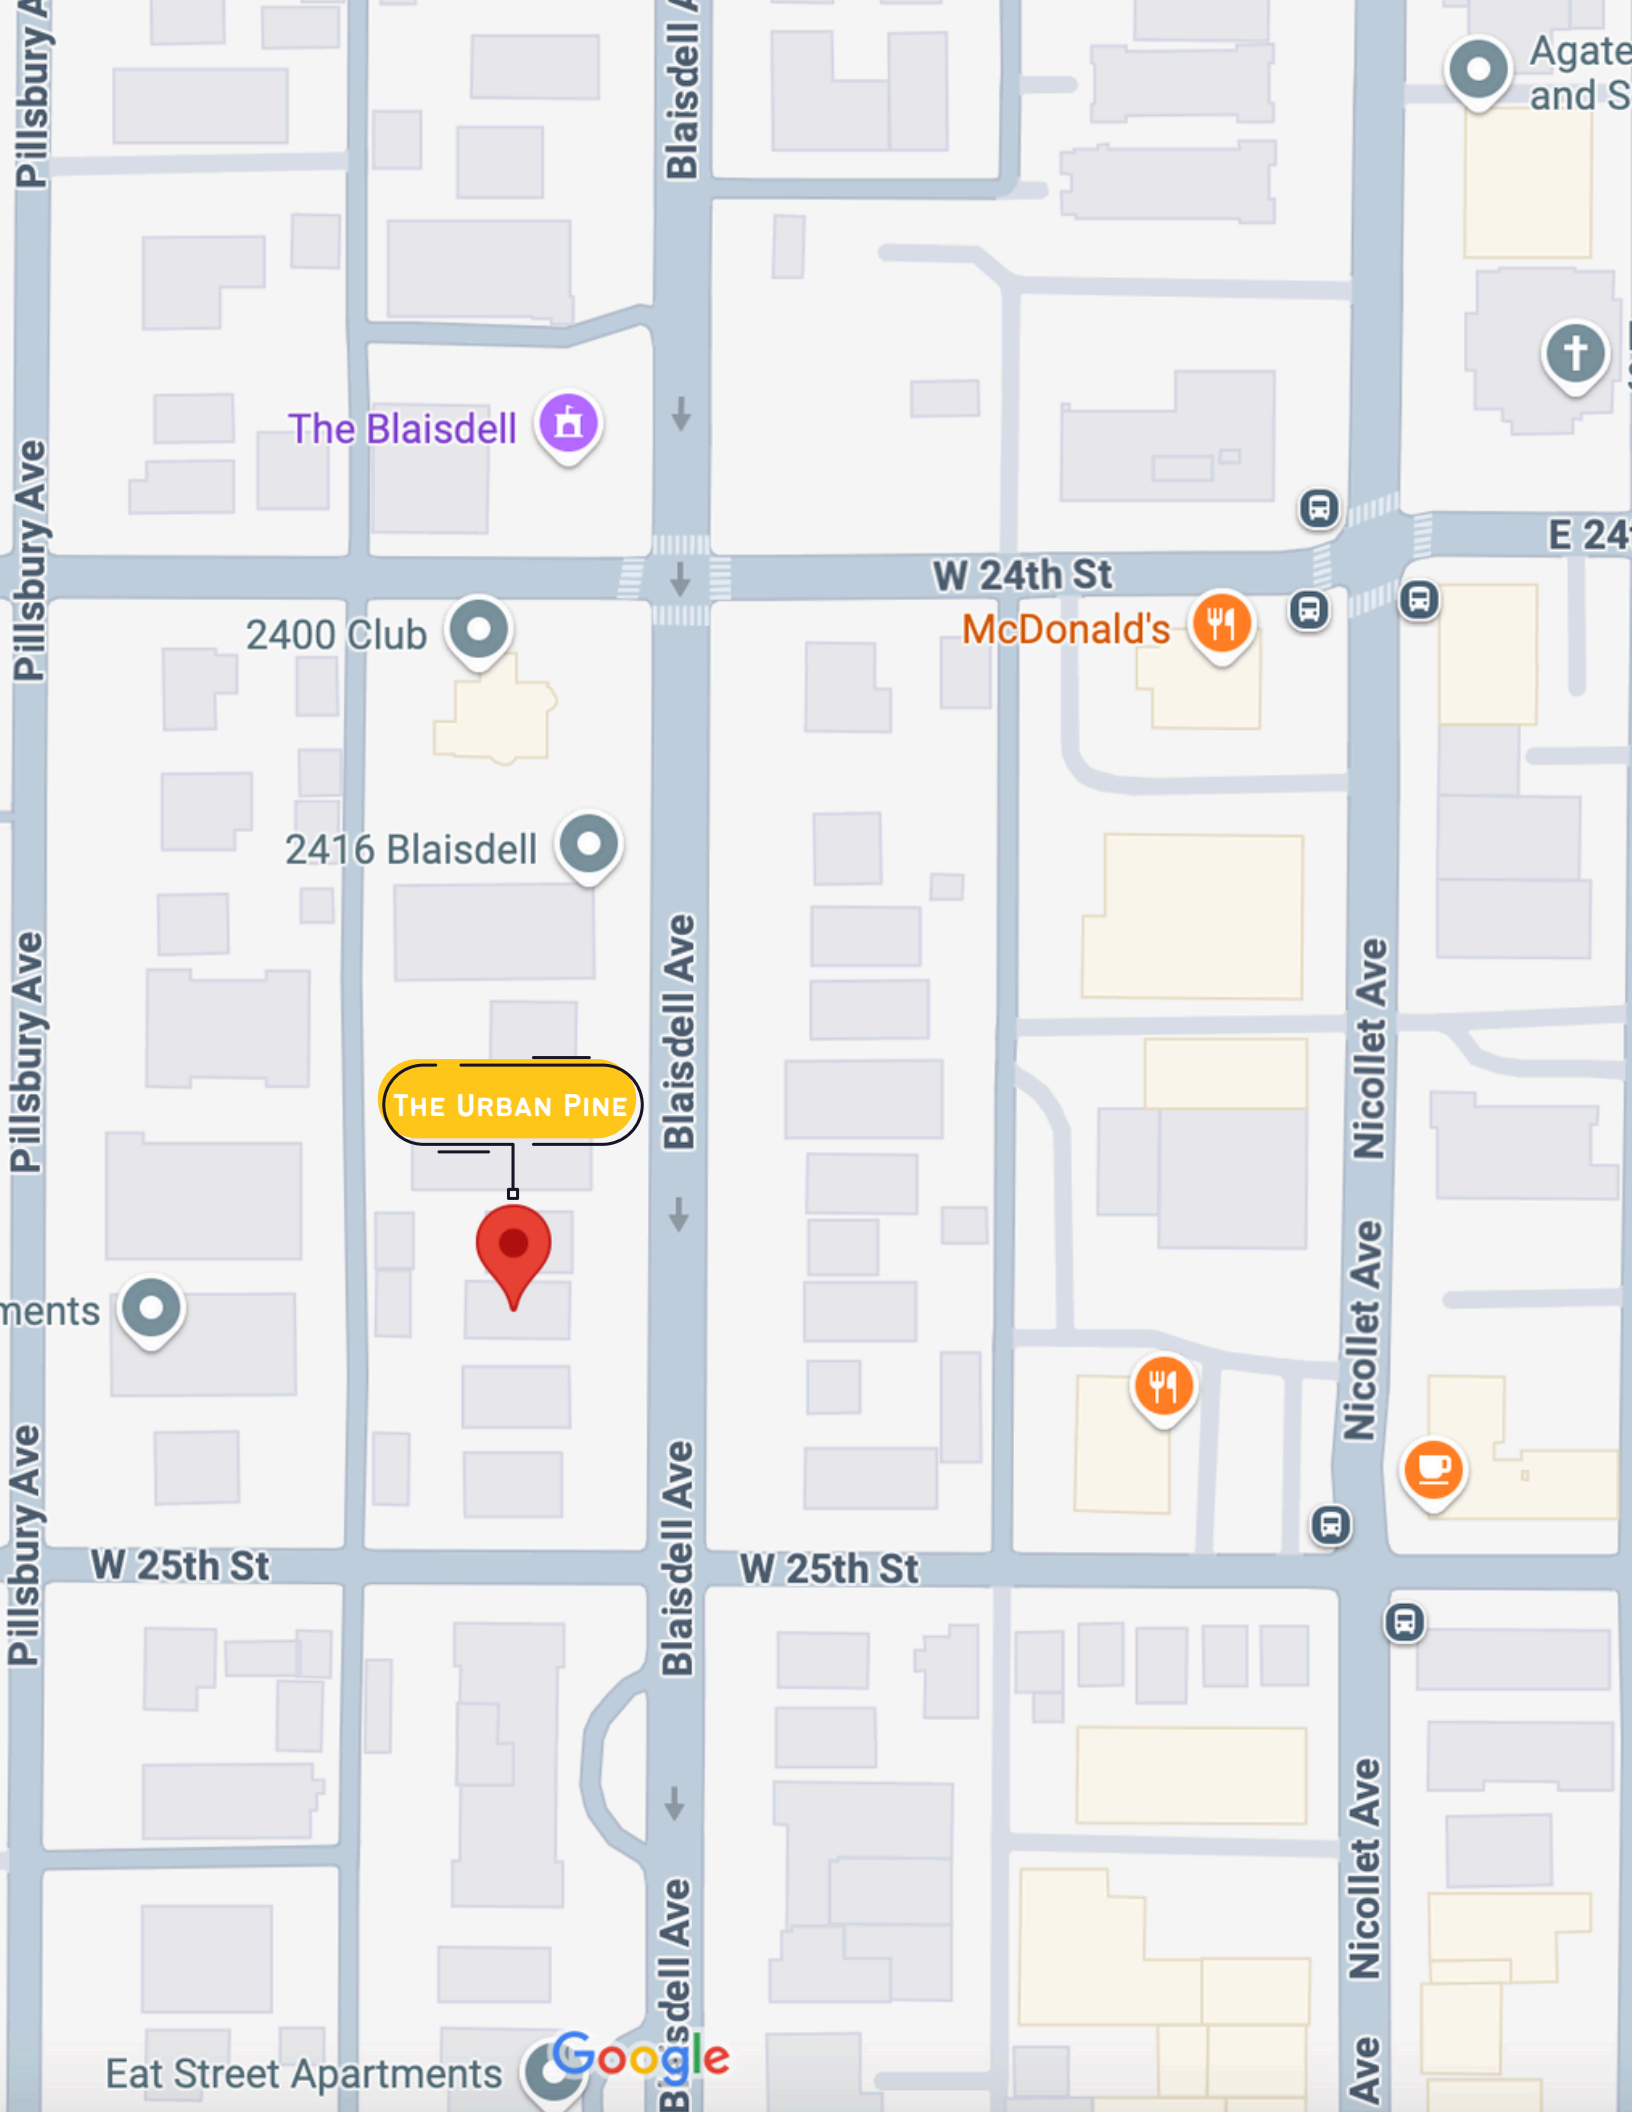 Pillsbury A
Blaisdell A
Agate
and S
The Blaisdell
Pillsbury Ave
E 24
W 24th St
2400 Club
McDonald's
2416 Blaisdell
Blaisdell Ave
Pillsbury Ave
Nicollet Ave
THE URBAN PINE
Nicollet Ave
ments
Pillsbury Ave
Blaisdell Ave
W 25th St
W 25th St
Nicollet Ave
Blaisdell Ave
Google
Eat Street Apartments
Ave